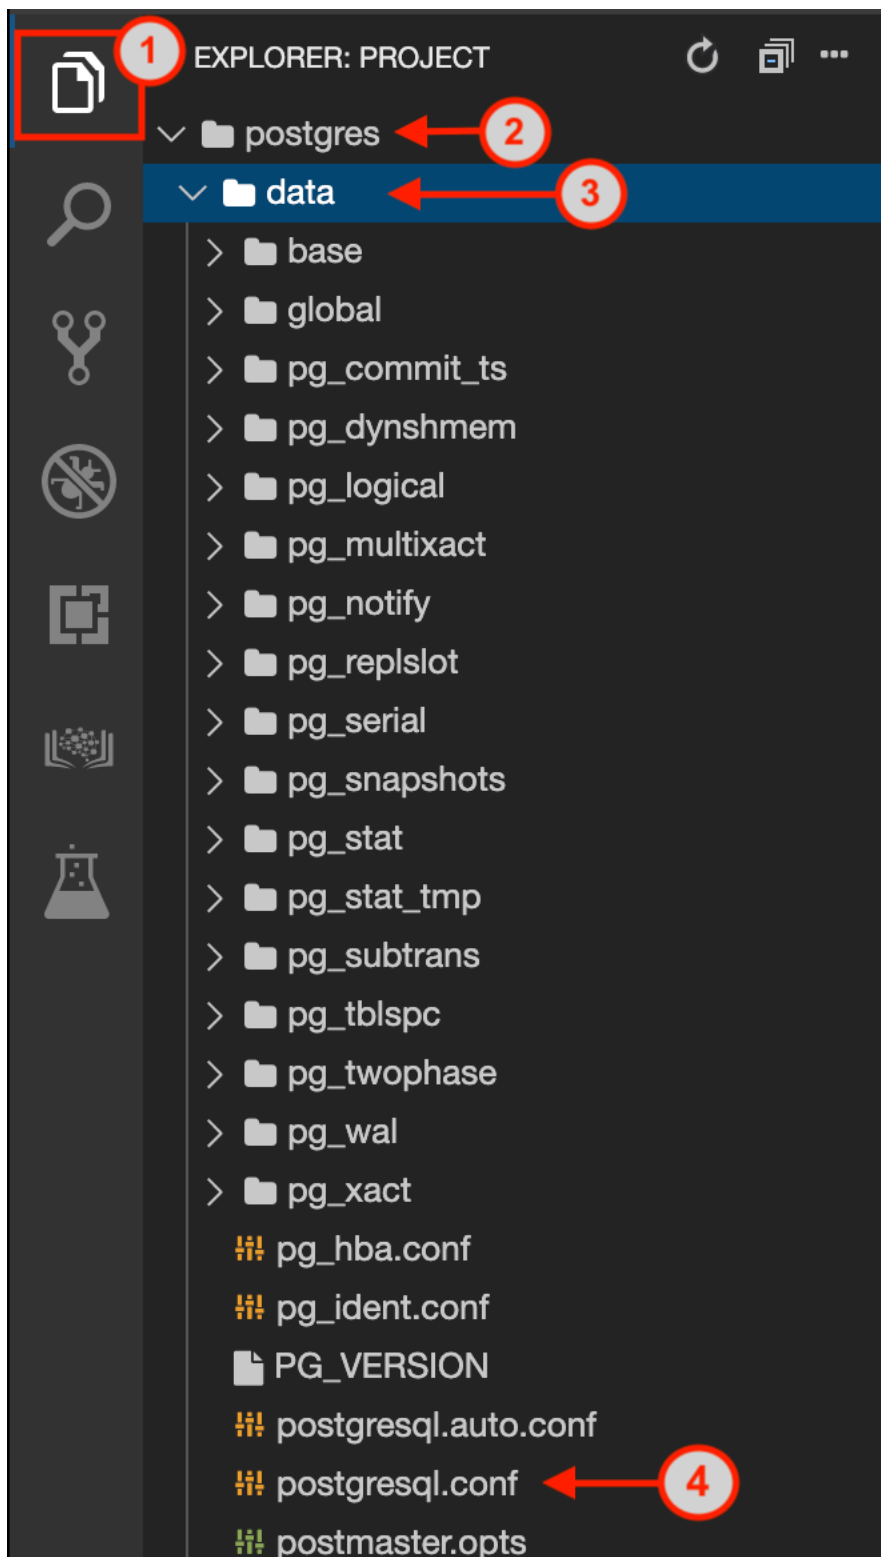 1 EXPLORER: PROJECT
postgres 2
data 3
base
global
pg_commit_ts
pg_dynshmem
pg_logical
pg_multixact
pg_notify
pg_replslot
pg_serial
pg_snapshots
pg_stat
pg_stat_tmp
pg_subtrans
pg_tblspc
pg_twophase
pg_wal
pg_xact
pg_hba.conf
pg_ident.conf
PG_VERSION
postgresql.auto.conf
postgresql.conf 4
postmaster.opts